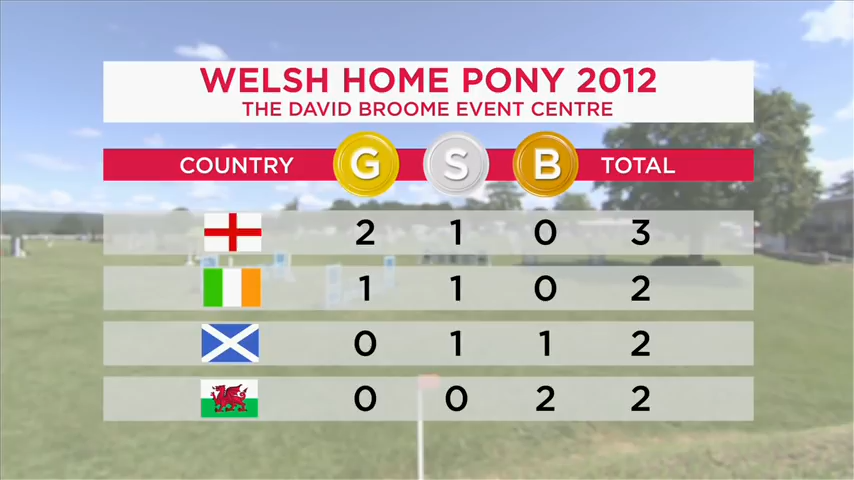 WELSH HOME PONY 2012
THE DAVID BROOME EVENT CENTRE
COUNTRY G S B TOTAL
2 1 0 3
1 1 0 2
0 1 1 2
0 0 2 2